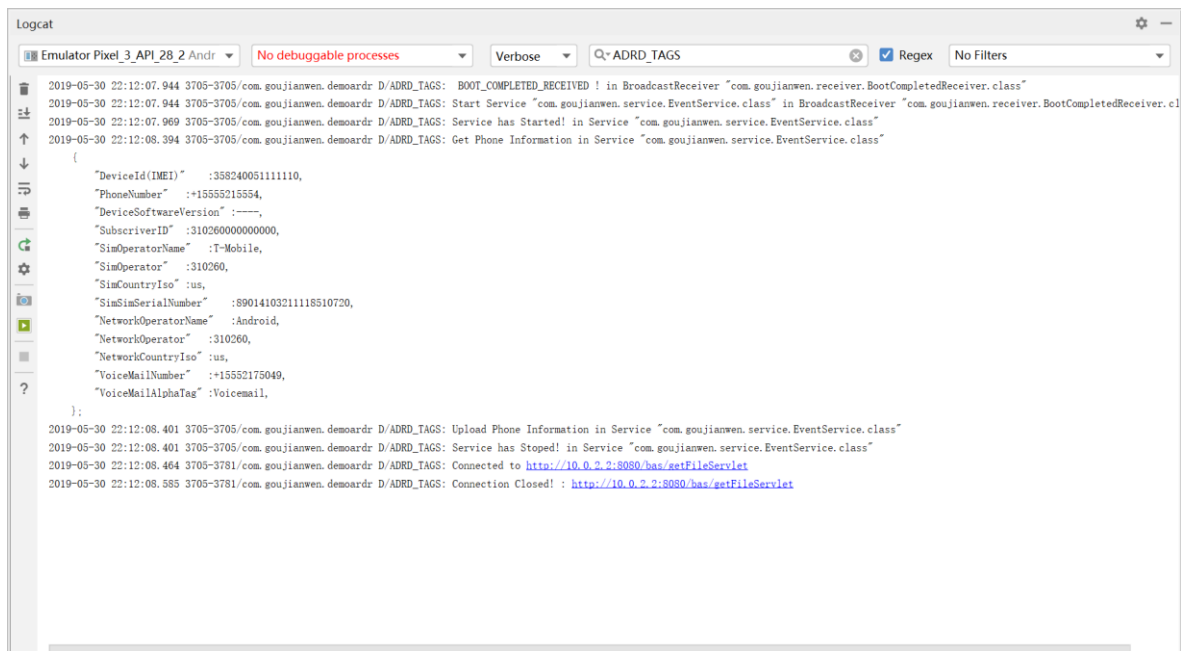 Logcat
Emulator Pixel_3_API_28_2 Andr
No debuggable processes
Verbose
ADRD_TAGS
Regex
No Filters
2019-05-30 22:12:07.944 3705-3705/com.goujianwen.demoardr D/ADRD_TAGS:  BOOT_COMPLETED_RECEIVED ! in BroadcastReceiver "com.goujianwen.receiver.BootCompletedReceiver.class"
2019-05-30 22:12:07.944 3705-3705/com.goujianwen.demoardr D/ADRD_TAGS: Start Service "com.goujianwen.service.EventService.class" in BroadcastReceiver "com.goujianwen.receiver.BootCompletedReceiver.cl
2019-05-30 22:12:07.969 3705-3705/com.goujianwen.demoardr D/ADRD_TAGS: Service has Started! in Service "com.goujianwen.service.EventService.class"
2019-05-30 22:12:08.394 3705-3705/com.goujianwen.demoardr D/ADRD_TAGS: Get Phone Information in Service "com.goujianwen.service.EventService.class"
{
"DeviceId(IMEI)" :358240051111110,
"PhoneNumber" :+15555215554,
"DeviceSoftwareVersion" :----,
"SubscriverID" :310260000000000,
"SimOperatorName" :T-Mobile,
"SimOperator" :310260,
"SimCountryIso" :us,
"SimSimSerialNumber" :89014103211118510720,
"NetworkOperatorName" :Android,
"NetworkOperator" :310260,
"NetworkCountryIso" :us,
"VoiceMailNumber" :+15552175049,
"VoiceMailAlphaTag" :Voicemail,
};
2019-05-30 22:12:08.401 3705-3705/com.goujianwen.demoardr D/ADRD_TAGS: Upload Phone Information in Service "com.goujianwen.service.EventService.class"
2019-05-30 22:12:08.401 3705-3705/com.goujianwen.demoardr D/ADRD_TAGS: Service has Stoped! in Service "com.goujianwen.service.EventService.class"
2019-05-30 22:12:08.464 3705-3781/com.goujianwen.demoardr D/ADRD_TAGS: Connected to http://10.0.2.2:8080/bas/getFileServlet
2019-05-30 22:12:08.585 3705-3781/com.goujianwen.demoardr D/ADRD_TAGS: Connection Closed! : http://10.0.2.2:8080/bas/getFileServlet